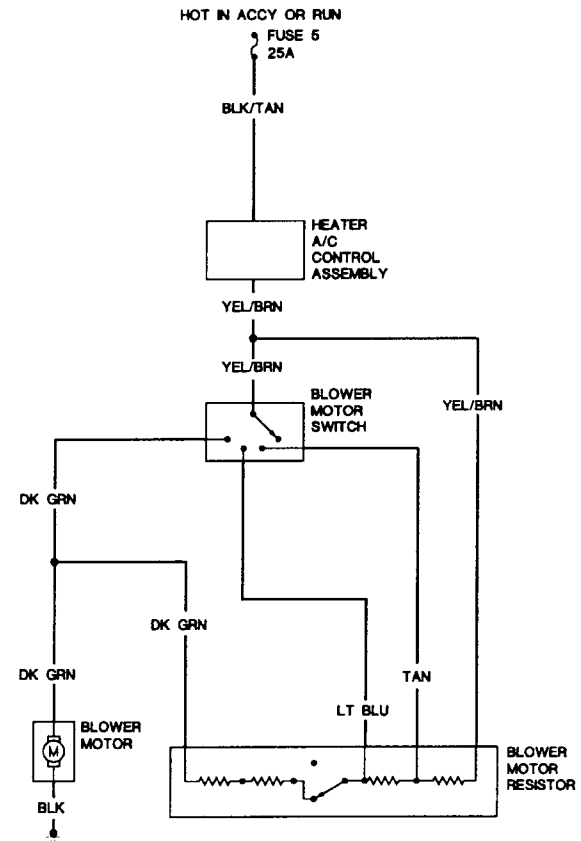 HOT IN ACCY OR RUN
FUSE 5
25A
BLK/TAN
HEATER
A/C
CONTROL
ASSEMBLY
YEL/BRN
YEL/BRN
BLOWER
MOTOR
SWITCH
YEL/BRN
DK GRN
DK GRN
DK GRN
TAN
LT BLU
BLOWER
MOTOR
M
BLOWER
MOTOR
RESISTOR
BLK